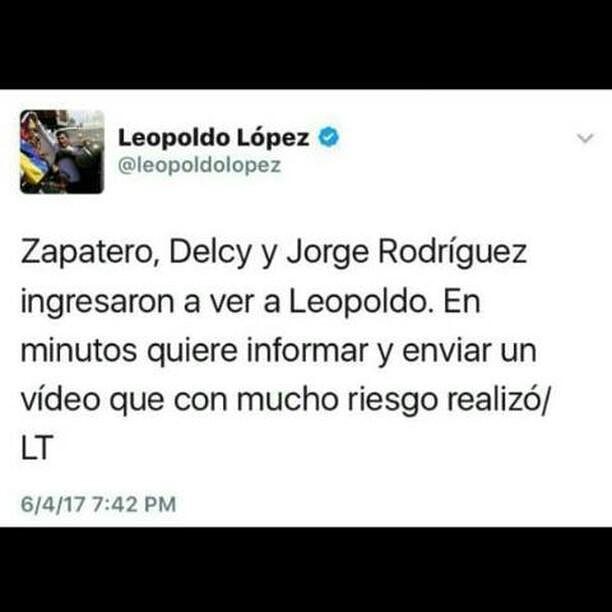 Leopoldo López
@leopoldolopez
Zapatero, Delcy y Jorge Rodríguez
ingresaron a ver a Leopoldo. En
minutos quiere informar y enviar un
vídeo que con mucho riesgo realizó/
LT
6/4/17 7:42 PM